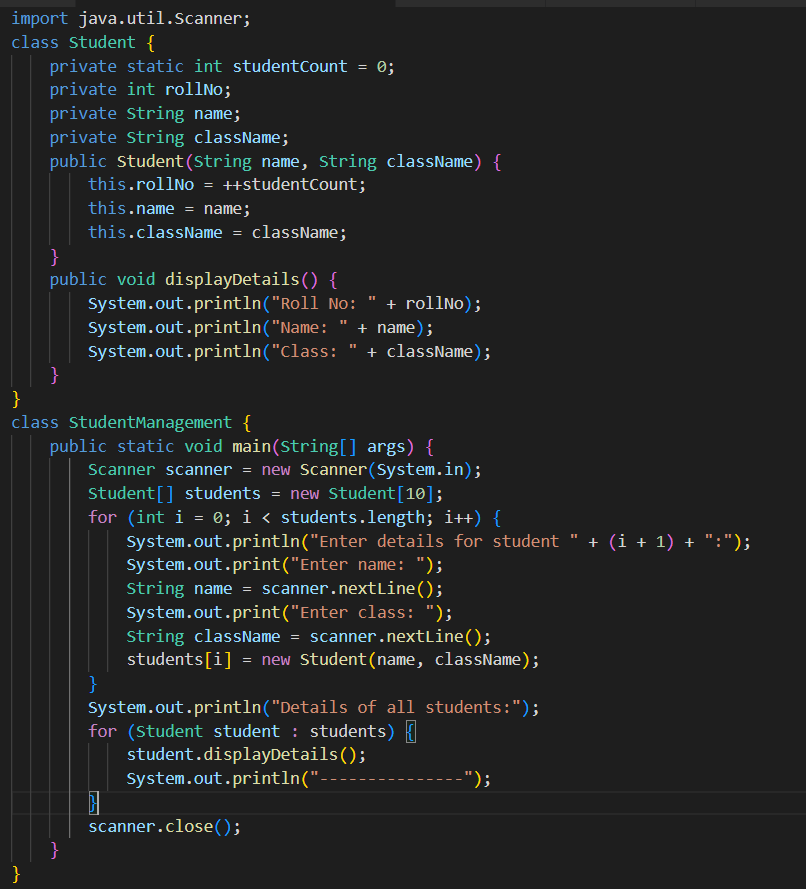 import java.util.Scanner;
class Student {
    private static int studentCount = 0;
    private int rollNo;
    private String name;
    private String className;
    public Student(String name, String className) {
        this.rollNo = ++studentCount;
        this.name = name;
        this.className = className;
    }
    public void displayDetails() {
        System.out.println("Roll No: " + rollNo);
        System.out.println("Name: " + name);
        System.out.println("Class: " + className);
    }
}
class StudentManagement {
    public static void main(String[] args) {
        Scanner scanner = new Scanner(System.in);
        Student[] students = new Student[10];
        for (int i = 0; i < students.length; i++) {
            System.out.println("Enter details for student " + (i + 1) + ":");
            System.out.print("Enter name: ");
            String name = scanner.nextLine();
            System.out.print("Enter class: ");
            String className = scanner.nextLine();
            students[i] = new Student(name, className);
        }
        System.out.println("Details of all students:");
        for (Student student : students) {
            student.displayDetails();
            System.out.println("---------------");
        }
        scanner.close();
    }
}